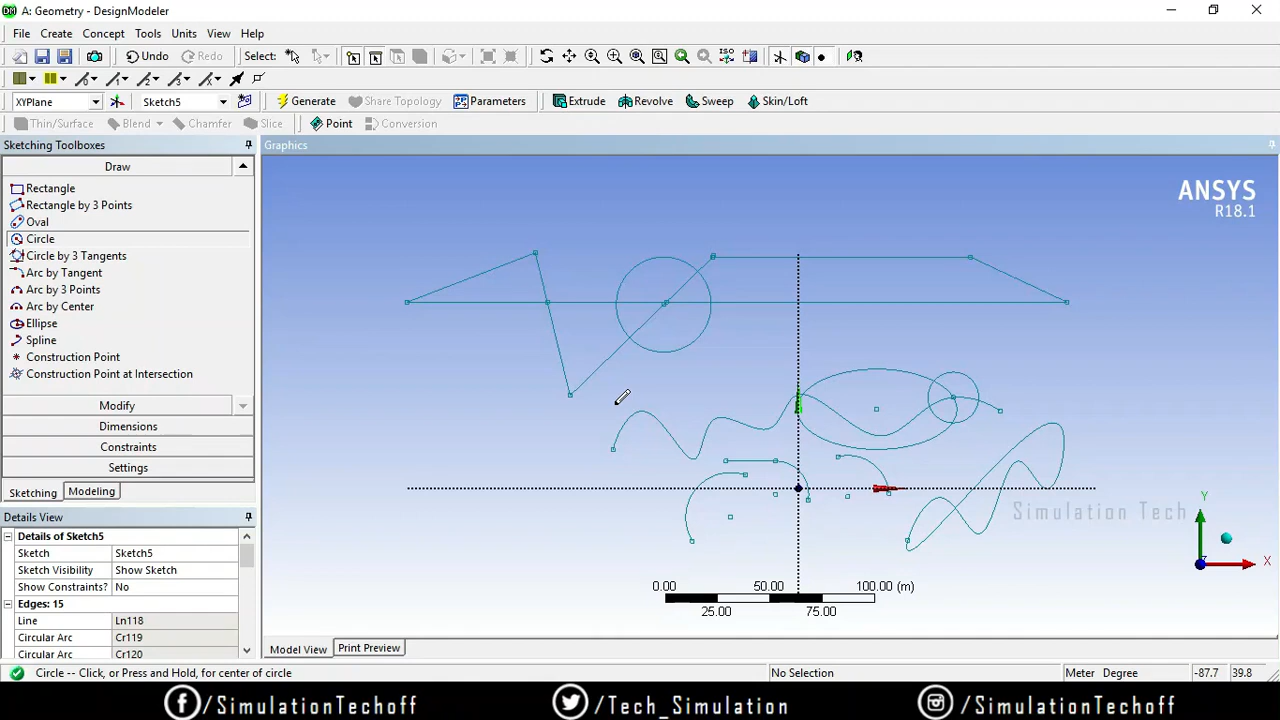 A: Geometry - DesignModeler
File Create Concept Tools Units View Help
Undo Redo Select: ISO
XYPlane Sketch5 Generate Share Topology Parameters Extrude Revolve Sweep Skin/Loft
Thin/Surface Blend Chamfer Slice Point Conversion
Sketching Toolboxes
Graphics
Draw
Rectangle
Rectangle by 3 Points
Oval
Circle
Circle by 3 Tangents
Arc by Tangent
Arc by 3 Points
Arc by Center
Ellipse
Spline
Construction Point
Construction Point at Intersection
Modify
Dimensions
Constraints
Settings
Sketching Modeling
Details View
Details of Sketch5
Sketch Sketch5
Sketch Visibility Show Sketch
Show Constraints? No
Edges: 15
Line Ln118
Circular Arc Cr119
Circular Arc Cr120
ANSYS
R18.1
Simulation Tech
Y
X
0.00 50.00 100.00 (m)
25.00 75.00
Model View Print Preview
Circle -- Click, or Press and Hold, for center of circle No Selection Meter Degree -87.7 39.8
/SimulationTechoff /Tech_Simulation /SimulationTechoff